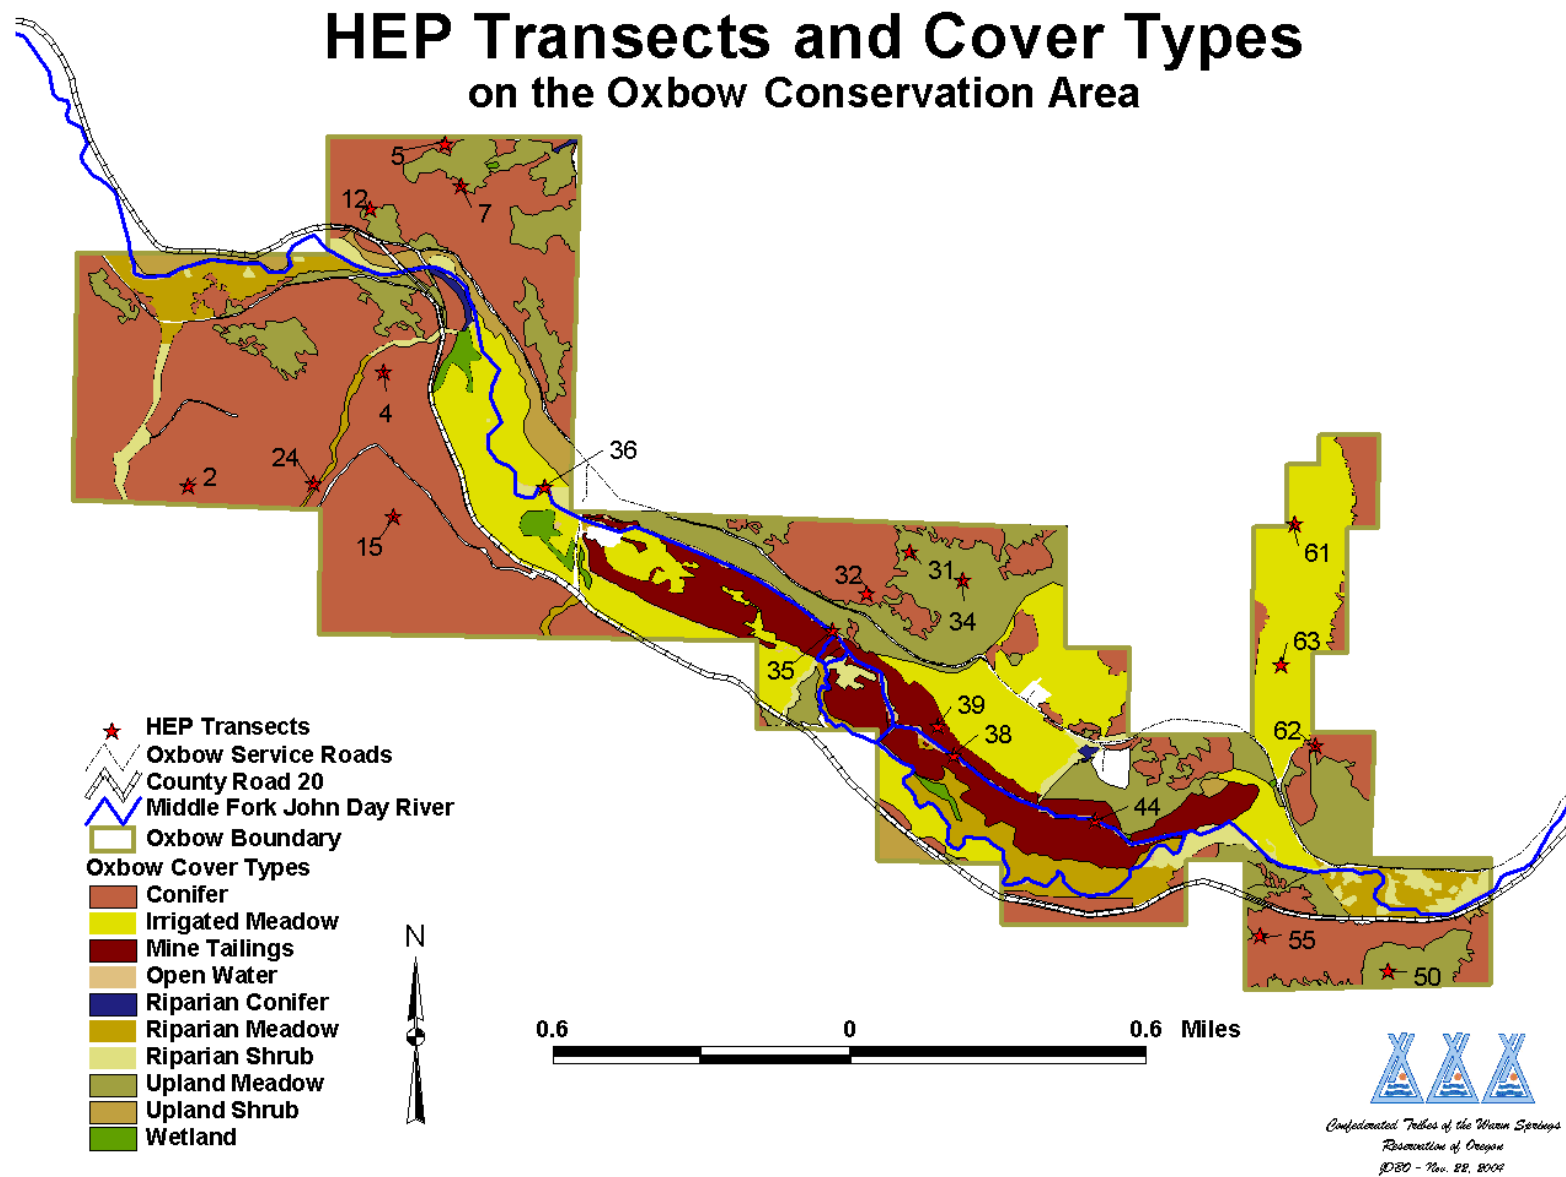 HEP Transects and Cover Types
on the Oxbow Conservation Area
5
7
12
4
24
2
15
36
32
31
34
35
39
38
44
61
63
62
55
50
HEP Transects
Oxbow Service Roads
County Road 20
Middle Fork John Day River
Oxbow Boundary
Oxbow Cover Types
Conifer
Irrigated Meadow
Mine Tailings
Open Water
Riparian Conifer
Riparian Meadow
Riparian Shrub
Upland Meadow
Upland Shrub
Wetland
N
0.6 0 0.6 Miles
Confederated Tribes of the Warm Springs
Reservation of Oregon
JDBO - Nov. 22, 2004